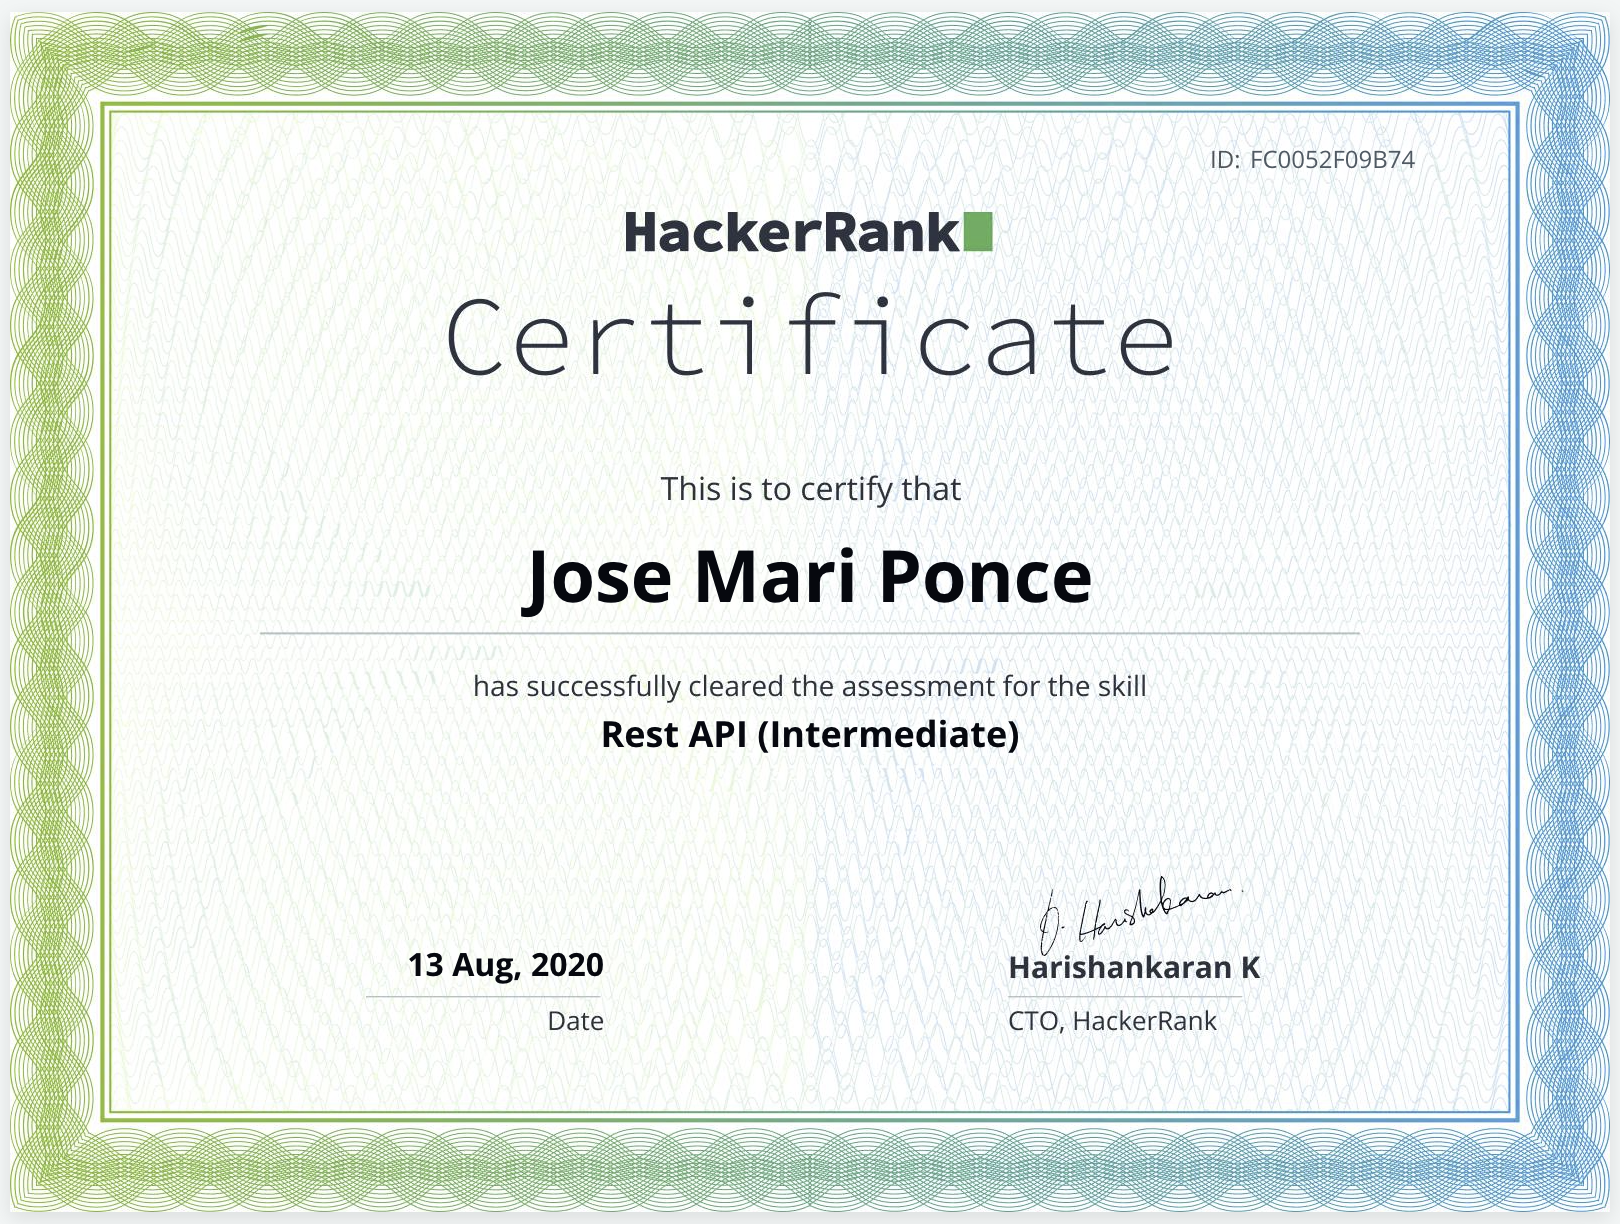 ID: FC0052F09B74
HackerRank
Certificate
This is to certify that
Jose Mari Ponce
has successfully cleared the assessment for the skill
Rest API (Intermediate)
13 Aug, 2020
Date
Harishankaran
Harishankaran K
CTO, HackerRank